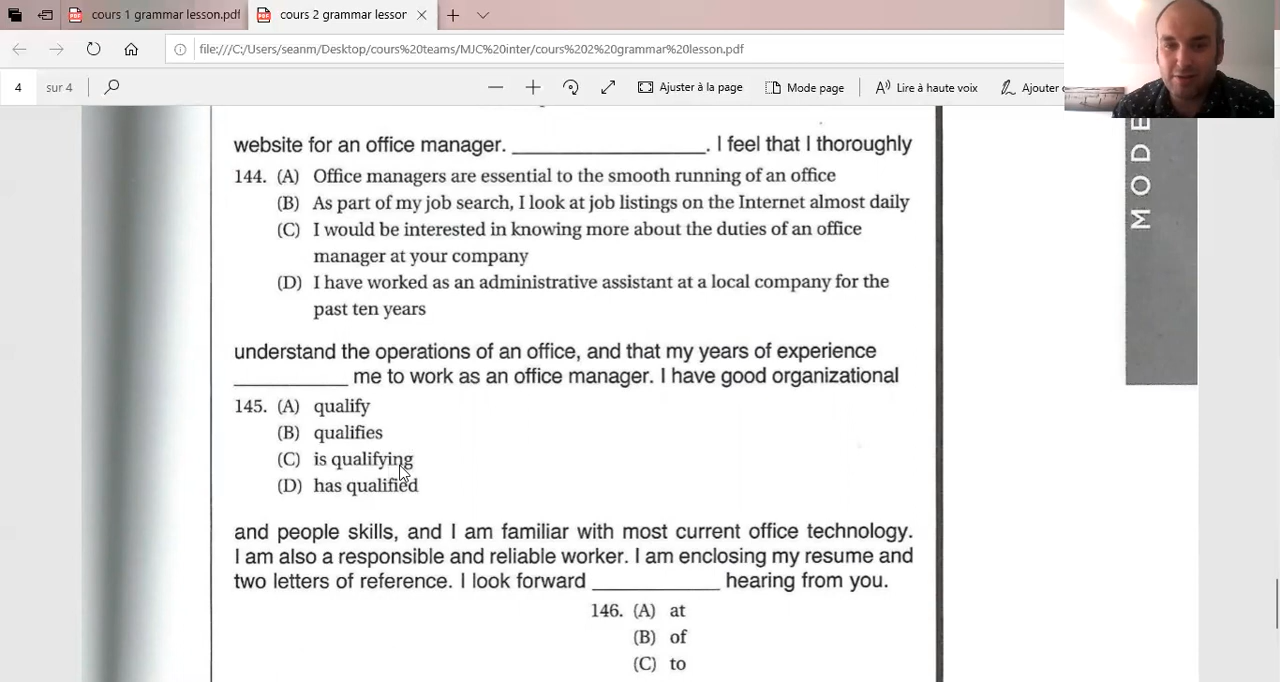 cours 1 grammar lesson.pdf
cours 2 grammar lesson
file:///C:/Users/seanm/Desktop/cours%20teams/MJC%20inter/cours%202%20grammar%20lesson.pdf
4 sur 4 Ajuster à la page Mode page Lire à haute voix Ajouter
website for an office manager. ____________________. I feel that I thoroughly
144. (A) Office managers are essential to the smooth running of an office
(B) As part of my job search, I look at job listings on the Internet almost daily
(C) I would be interested in knowing more about the duties of an office
manager at your company
(D) I have worked as an administrative assistant at a local company for the
past ten years
understand the operations of an office, and that my years of experience
____________ me to work as an office manager. I have good organizational
145. (A) qualify
(B) qualifies
(C) is qualifying
(D) has qualified
and people skills, and I am familiar with most current office technology.
I am also a responsible and reliable worker. I am enclosing my resume and
two letters of reference. I look forward _____________ hearing from you.
146. (A) at
(B) of
(C) to
MODE